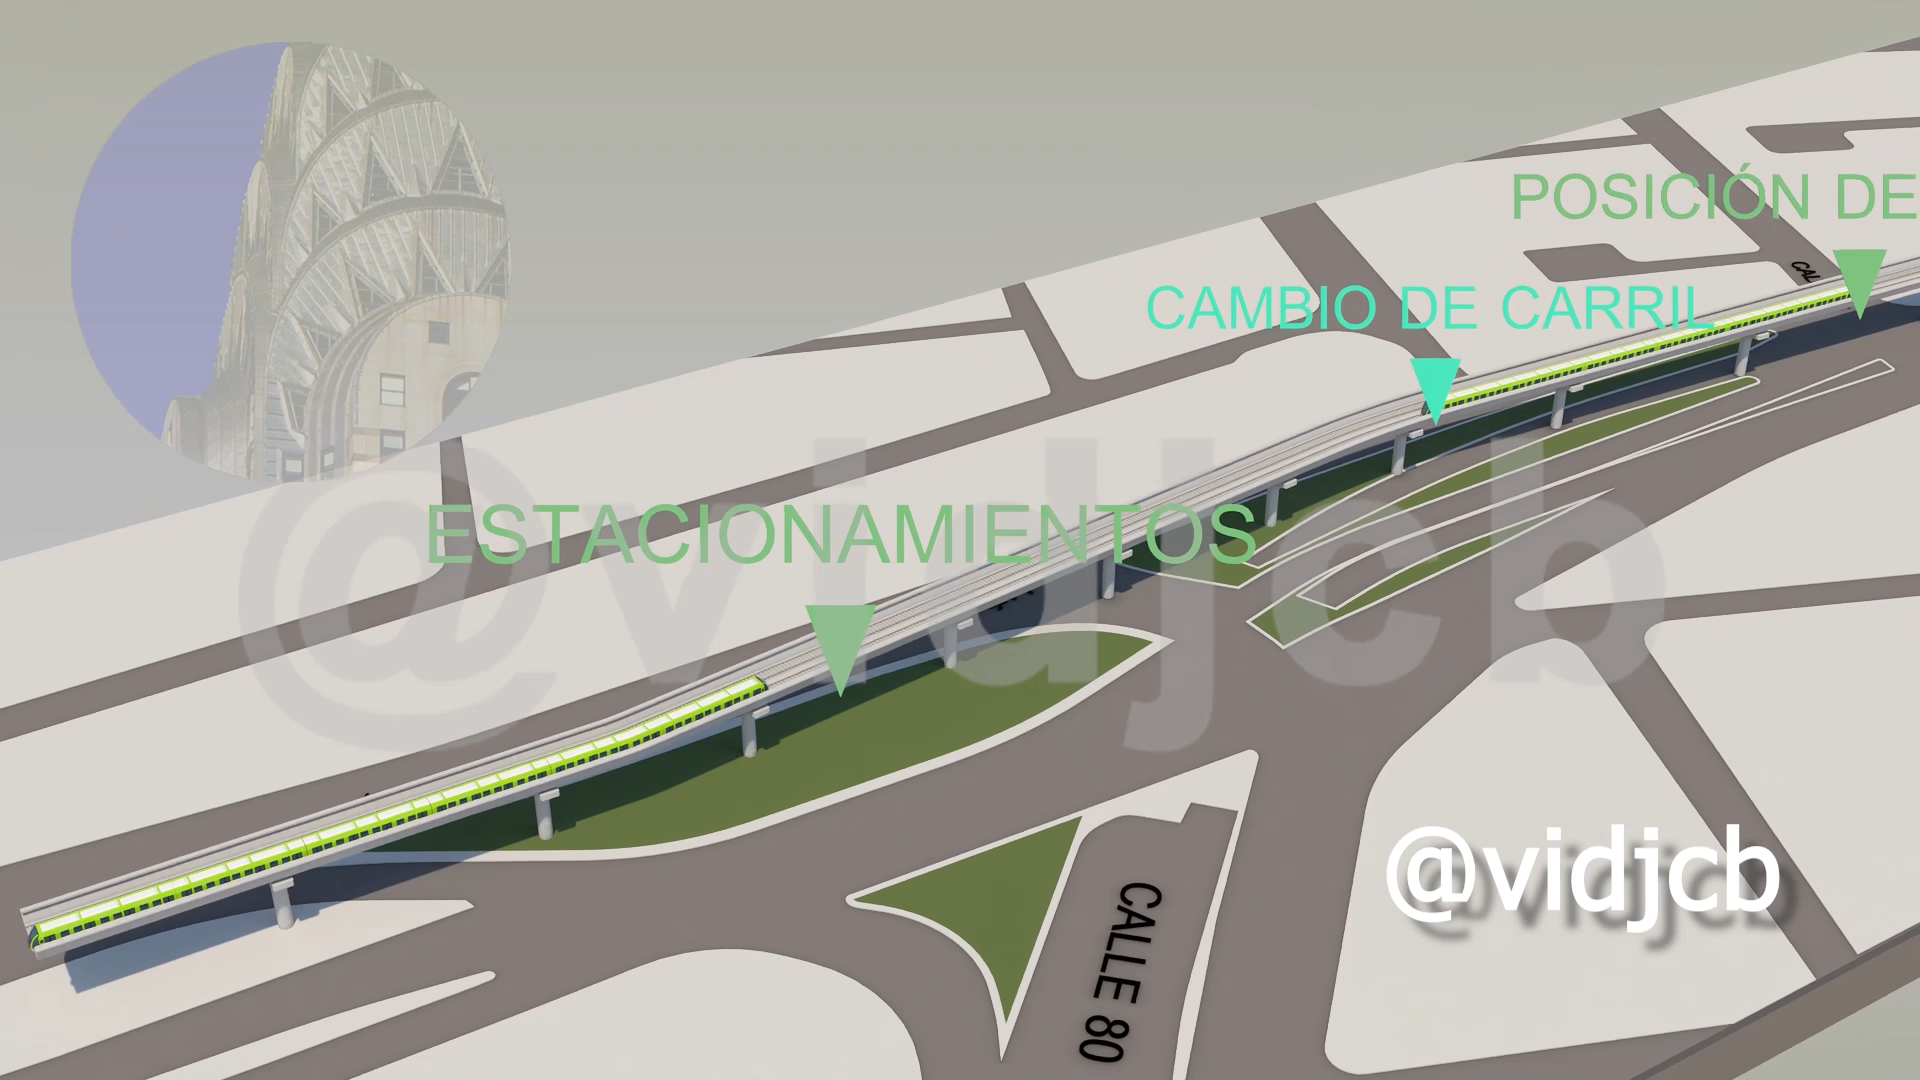 POSICIÓN DE
CAMBIO DE CARRIL
ESTACIONAMIENTOS
@vidjcb
@vidjcb
CALLE 80